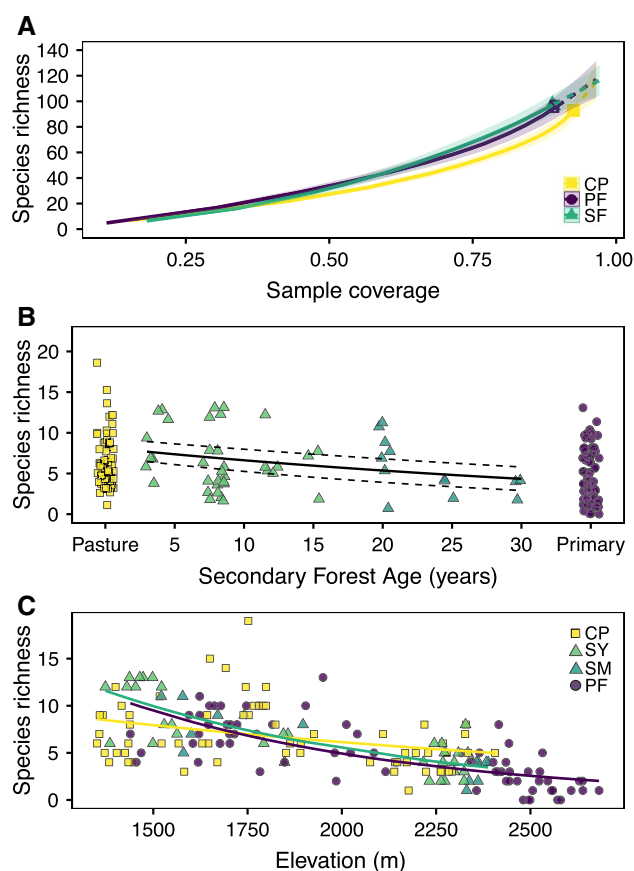 A
Species richness
140
120
100
80
60
40
20
0
CP
PF
SF
0.25 0.50 0.75 1.00
Sample coverage
B
Species richness
20
15
10
5
0
Pasture 5 10 15 20 25 30 Primary
Secondary Forest Age (years)
C
Species richness
15
10
5
0
CP
SY
SM
PF
1500 1750 2000 2250 2500
Elevation (m)